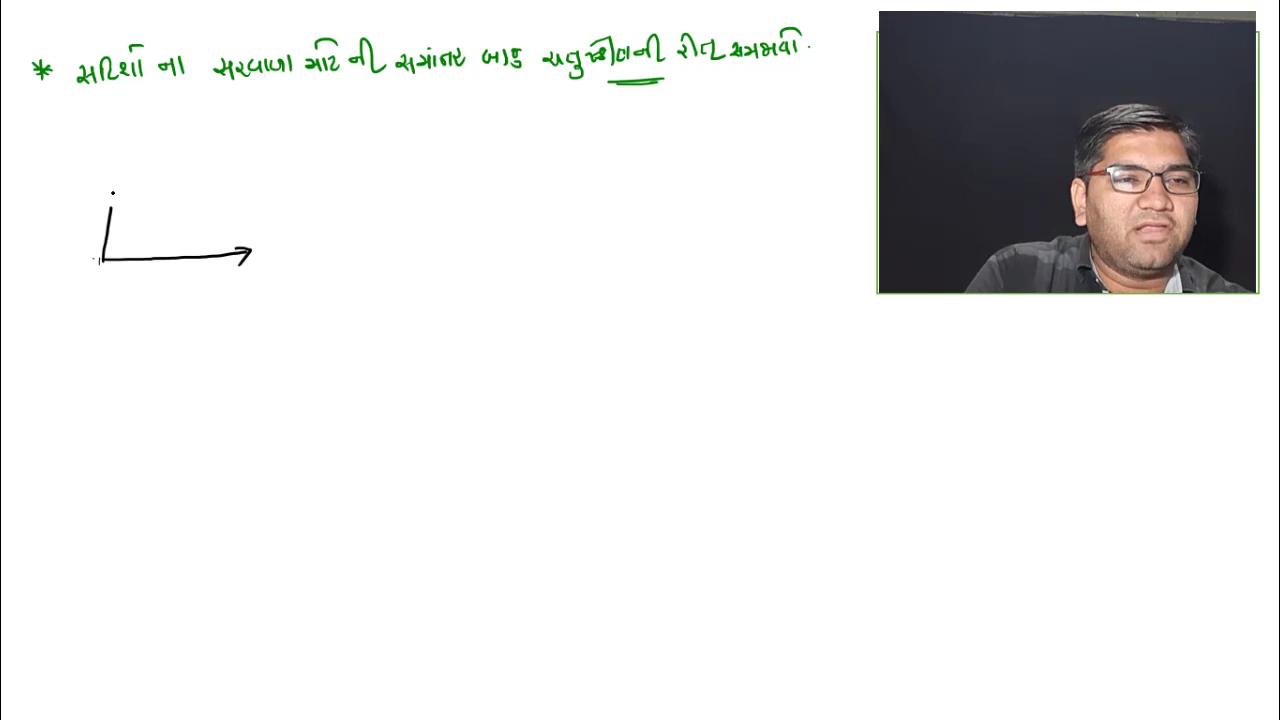 * સદિશો ના સરવાળા માટે ની સમાંતર બાજુ ચતુષ્કોણની રીત સમજાવો.